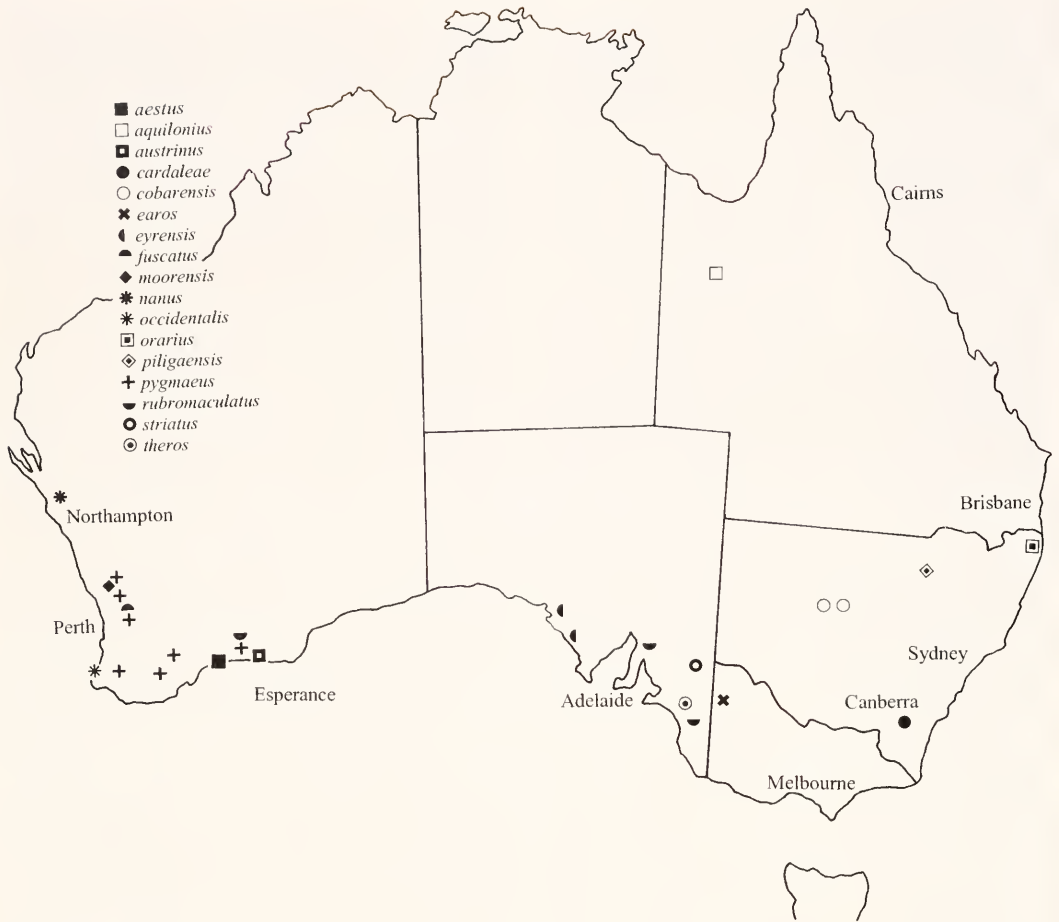 aestus
aquilonius
austrinus
cardaleae
cobarensis
earos
eyrensis
fuscatus
moorensis
nanus
occidentalis
orarius
piligaensis
pygmaeus
rubromaculatus
striatus
theros
Cairns
Brisbane
Northampton
Perth
Sydney
Esperance
Adelaide
Canberra
Melbourne